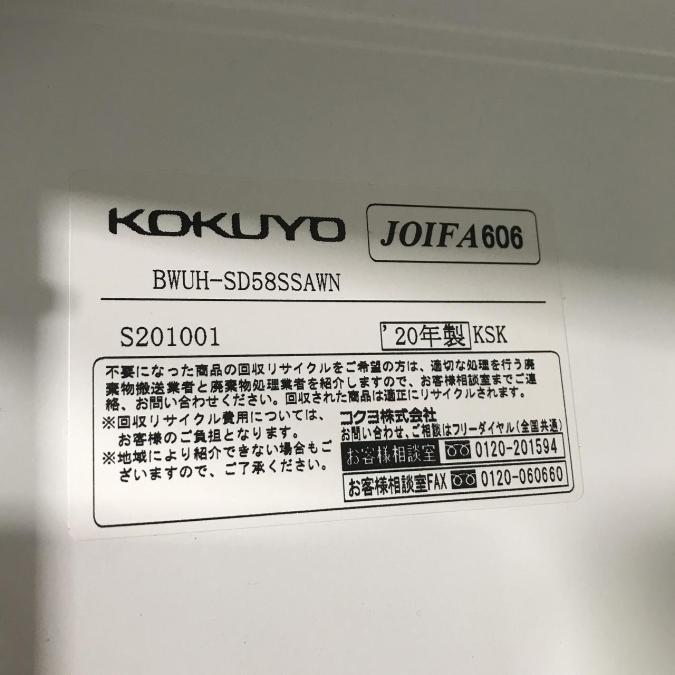 KOKUYO JOIFA606
BWUH-SD58SSAWN
S201001 '20年製 KSK
不要になった商品の回収リサイクルをご希望の方は、適切な処理を行う廃
棄物搬送業者と廃棄物処理業者を紹介しますので、お客様相談室までご連
絡、お問い合わせください。回収された商品は適正にリサイクルされます。
※回収リサイクル費用については、
お客様のご負担となります。
※地域により紹介できない場合もご
ざいますので、ご了承ください。
コクヨ株式会社
お問い合わせ、ご相談はフリーダイヤル(全国共通)
お客様相談室 0120-201594
お客様相談室FAX 0120-060660